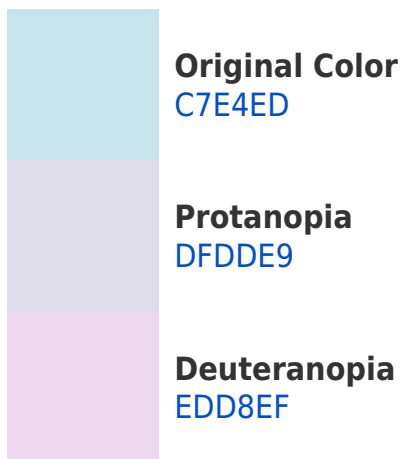 Original Color
C7E4ED
Protanopia
DFDDE9
Deuteranopia
EDD8EF